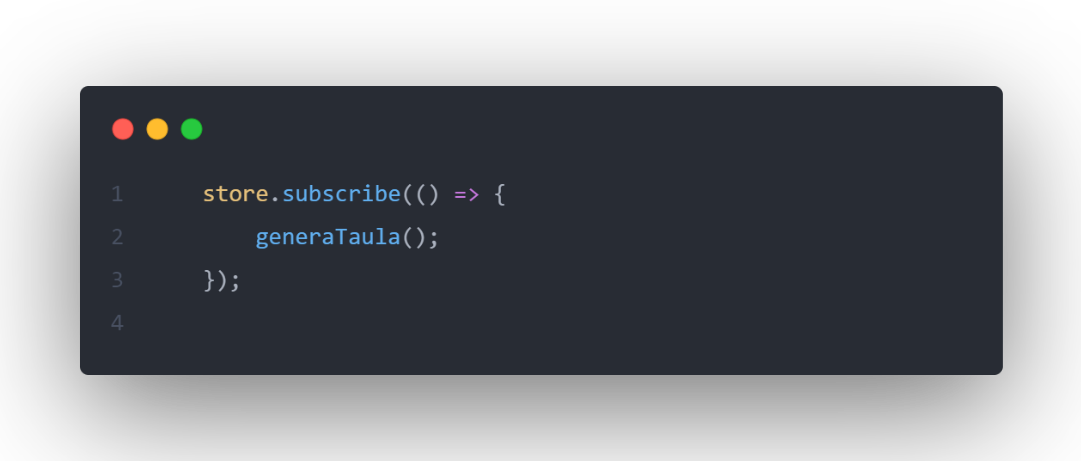 1 store.subscribe(() => {
2 generaTaula();
3 });
4